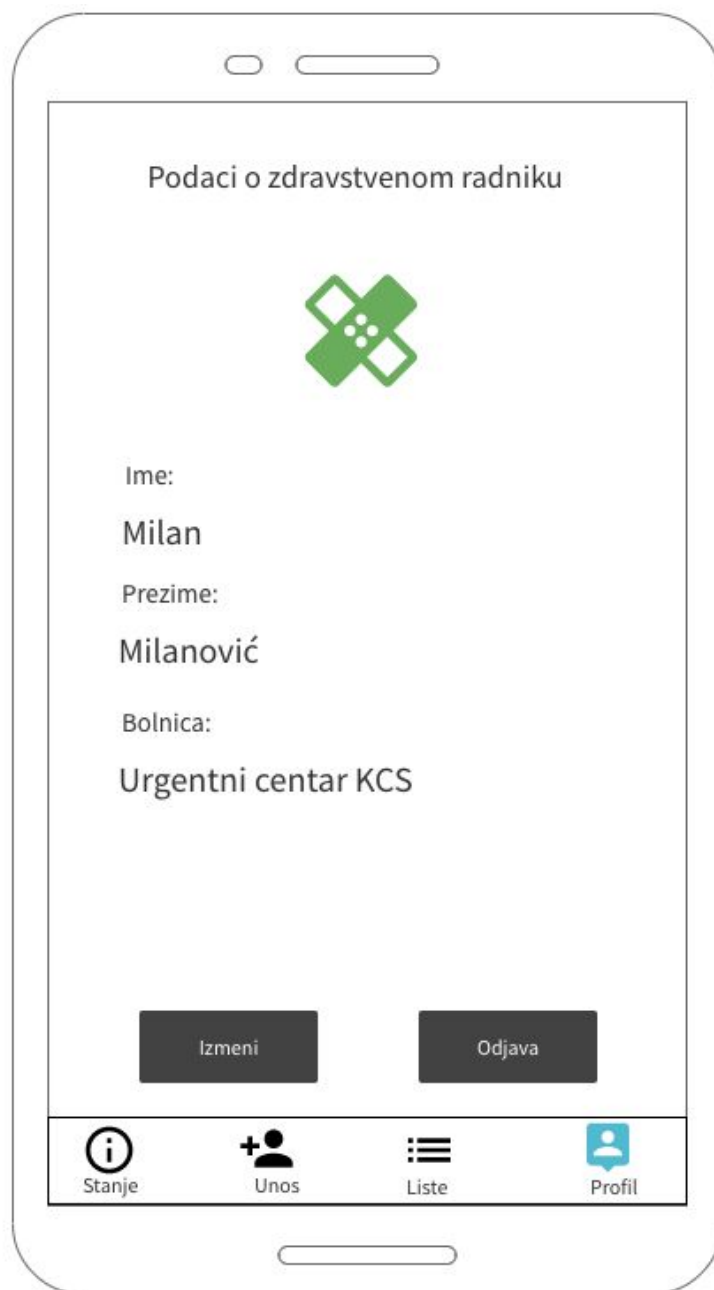 Podaci o zdravstvenom radniku
Ime:
Milan
Prezime:
Milanović
Bolnica:
Urgentni centar KCS
Izmeni
Odjava
Stanje
Unos
Liste
Profil